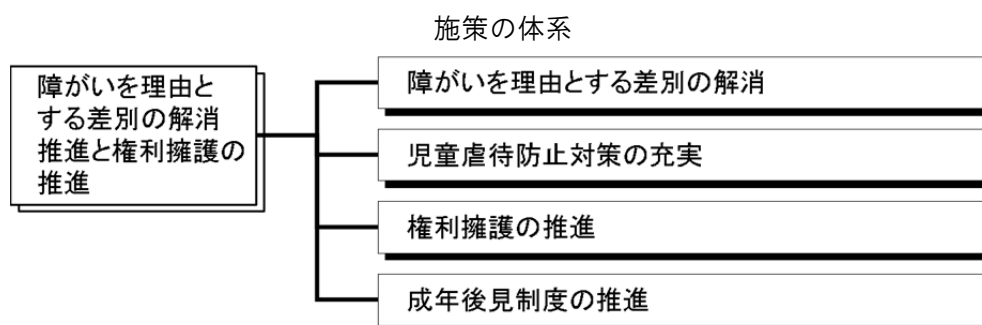 施策の体系
障がいを理由と
する差別の解消
推進と権利擁護の
推進
障がいを理由とする差別の解消
児童虐待防止対策の充実
権利擁護の推進
成年後見制度の推進